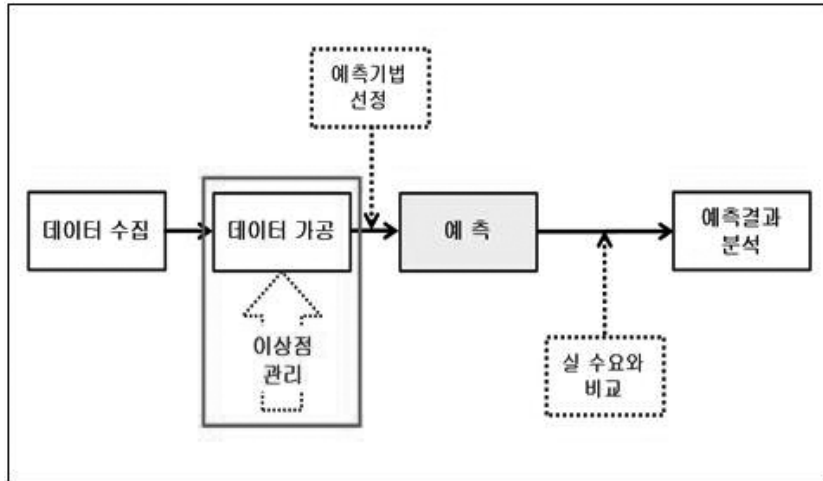 예측기법
선정
데이터 수집
데이터 가공
예 측
예측결과
분석
이상점
관리
실 수요와
비교